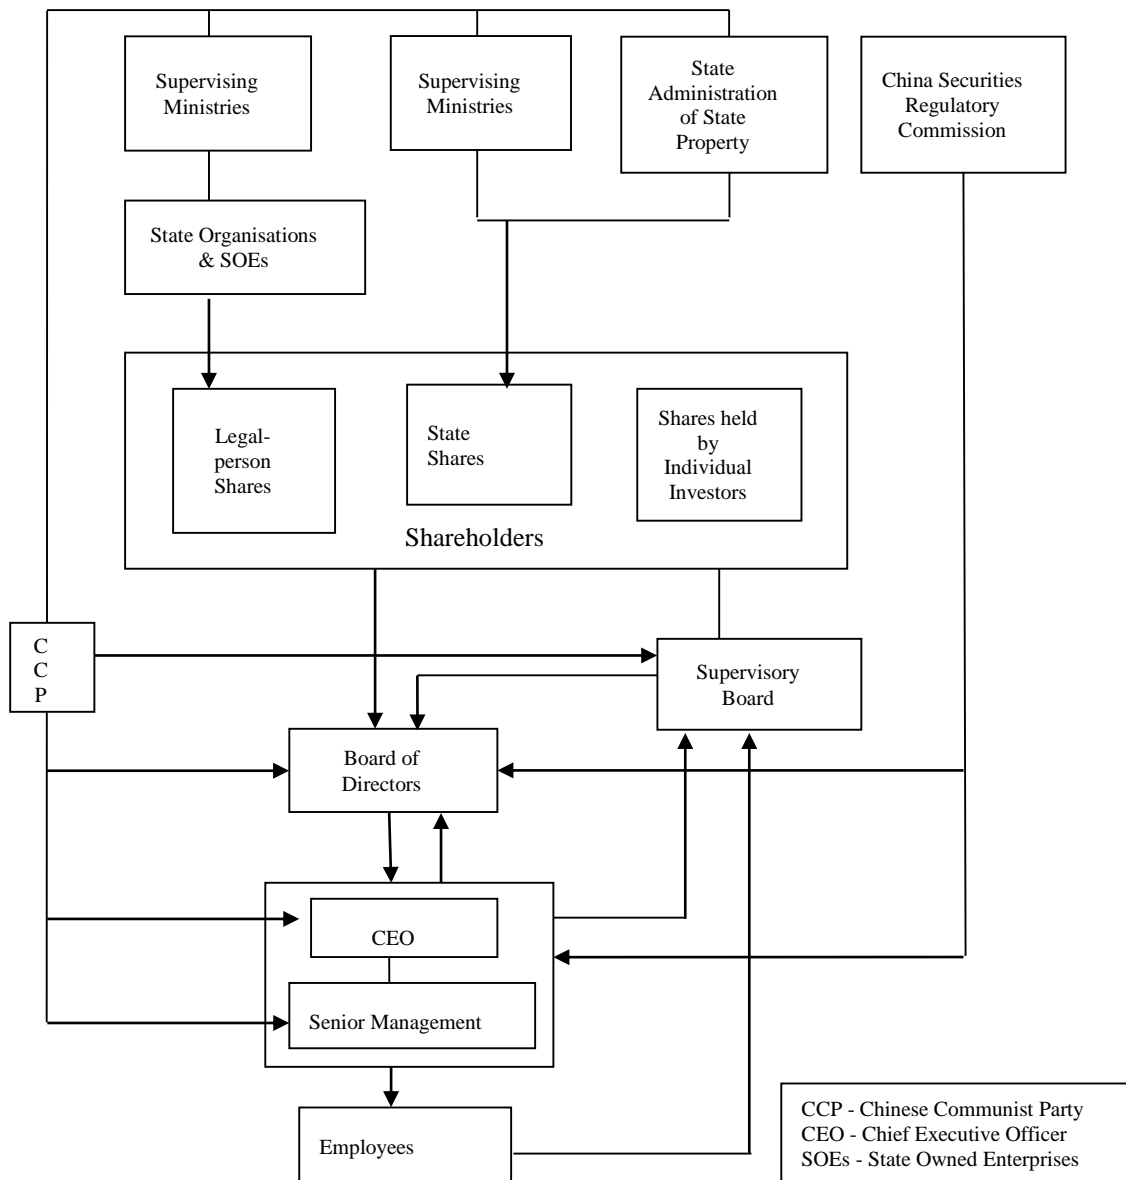 Supervising
Ministries
Supervising
Ministries
State
Administration
of State
Property
China Securities
Regulatory
Commission
State Organisations
& SOEs
Legal-
person
Shares
State
Shares
Shares held
by
Individual
Investors
Shareholders
C
C
P
Supervisory
Board
Board of
Directors
CEO
Senior Management
Employees
CCP - Chinese Communist Party
CEO - Chief Executive Officer
SOEs - State Owned Enterprises